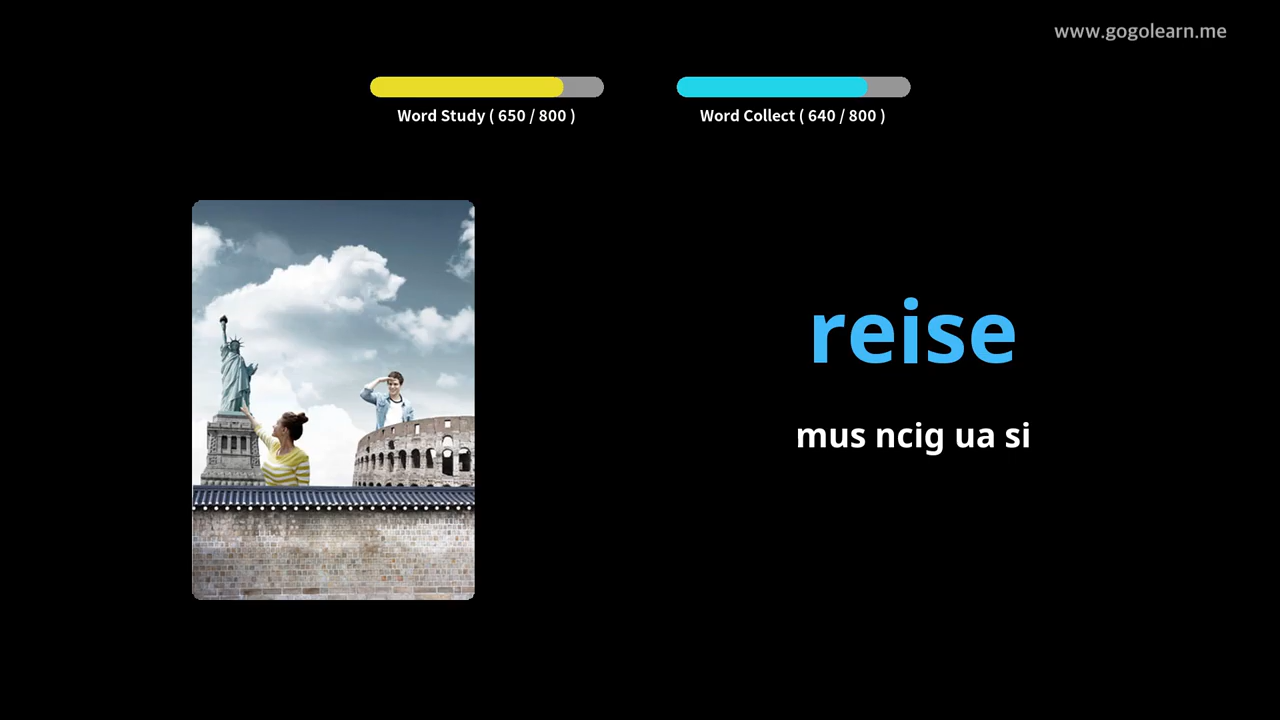 www.gogolearn.me
Word Study ( 650 / 800 )
Word Collect ( 640 / 800 )
reise
mus ncig ua si